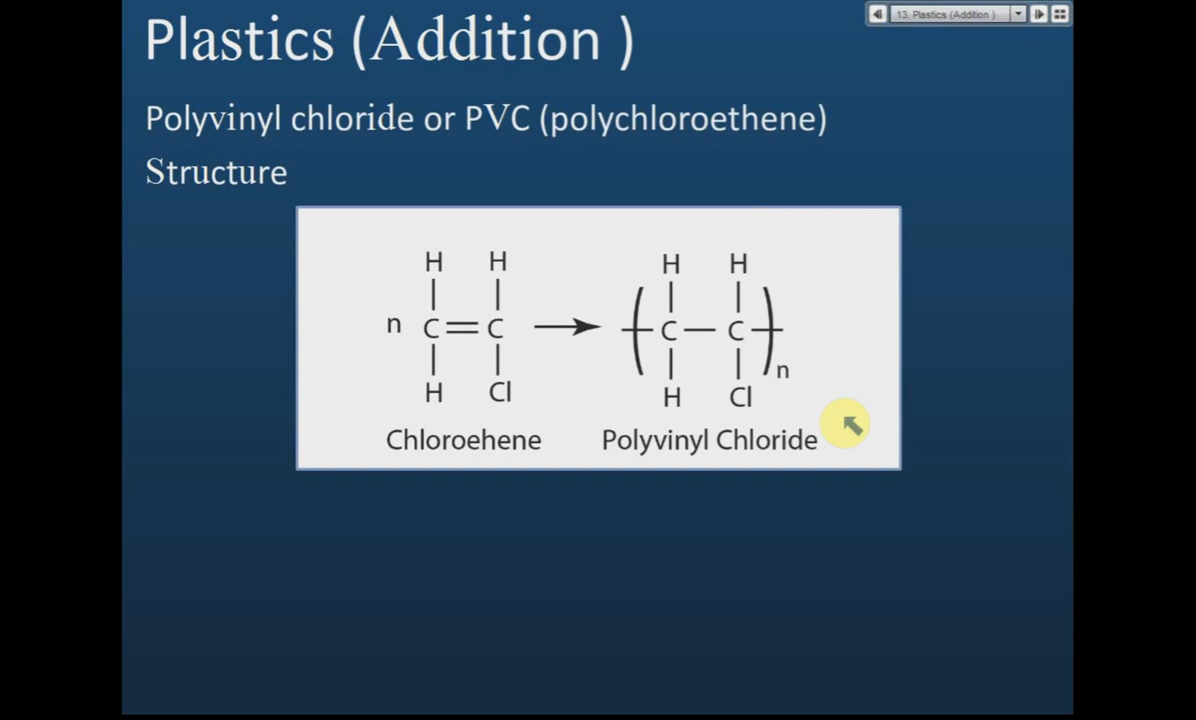 13. Plastics (Addition )
Plastics (Addition )
Polyvinyl chloride or PVC (polychloroethene)
Structure
H H H H
n C C C C
n
H Cl H Cl
Chloroehene Polyvinyl Chloride